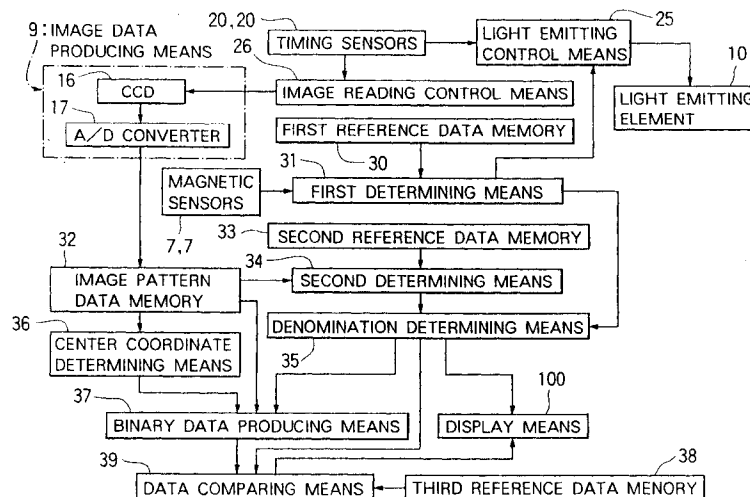 9: IMAGE DATA
PRODUCING MEANS
20, 20
25
TIMING SENSORS
LIGHT EMITTING
CONTROL MEANS
16
CCD
26
IMAGE READING CONTROL MEANS
10
LIGHT EMITTING
ELEMENT
17
A/D CONVERTER
FIRST REFERENCE DATA MEMORY
30
31
MAGNETIC
SENSORS
7, 7
FIRST DETERMINING MEANS
33
SECOND REFERENCE DATA MEMORY
32
IMAGE PATTERN
DATA MEMORY
34
SECOND DETERMINING MEANS
36
CENTER COORDINATE
DETERMINING MEANS
DENOMINATION DETERMINING MEANS
35
37
BINARY DATA PRODUCING MEANS
100
DISPLAY MEANS
39
DATA COMPARING MEANS
38
THIRD REFERENCE DATA MENORY